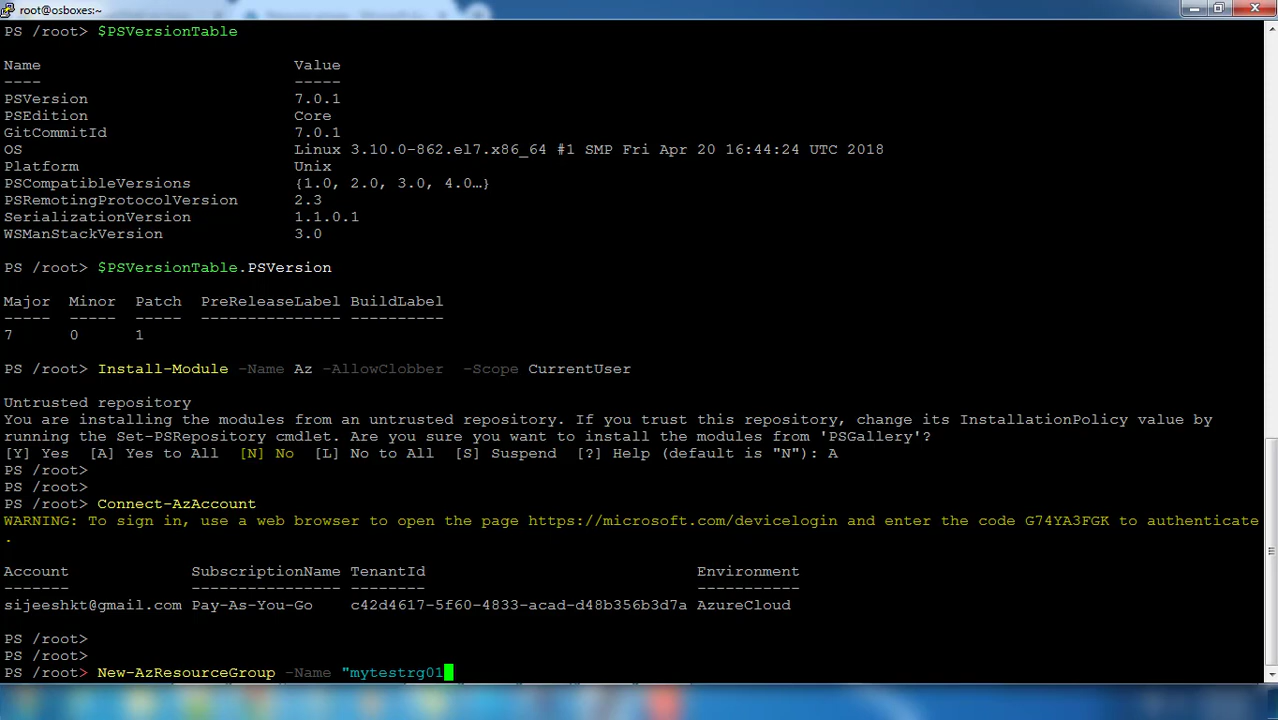 root@osboxes:~
PS /root> $PSVersionTable
Name Value
---- -----
PSVersion 7.0.1
PSEdition Core
GitCommitId 7.0.1
OS Linux 3.10.0-862.el7.x86_64 #1 SMP Fri Apr 20 16:44:24 UTC 2018
Platform Unix
PSCompatibleVersions {1.0, 2.0, 3.0, 4.0…}
PSRemotingProtocolVersion 2.3
SerializationVersion 1.1.0.1
WSManStackVersion 3.0
PS /root> $PSVersionTable.PSVersion
Major Minor Patch PreReleaseLabel BuildLabel
----- ----- ----- --------------- ----------
7 0 1
PS /root> Install-Module -Name Az -AllowClobber -Scope CurrentUser
Untrusted repository
You are installing the modules from an untrusted repository. If you trust this repository, change its InstallationPolicy value by
running the Set-PSRepository cmdlet. Are you sure you want to install the modules from 'PSGallery'?
[Y] Yes [A] Yes to All [N] No [L] No to All [S] Suspend [?] Help (default is "N"): A
PS /root>
PS /root>
PS /root> Connect-AzAccount
WARNING: To sign in, use a web browser to open the page https://microsoft.com/devicelogin and enter the code G74YA3FGK to authenticate
.
Account SubscriptionName TenantId Environment
------- ---------------- -------- -----------
sijeeshkt@gmail.com Pay-As-You-Go c42d4617-5f60-4833-acad-d48b356b3d7a AzureCloud
PS /root>
PS /root>
PS /root> New-AzResourceGroup -Name "mytestrg01